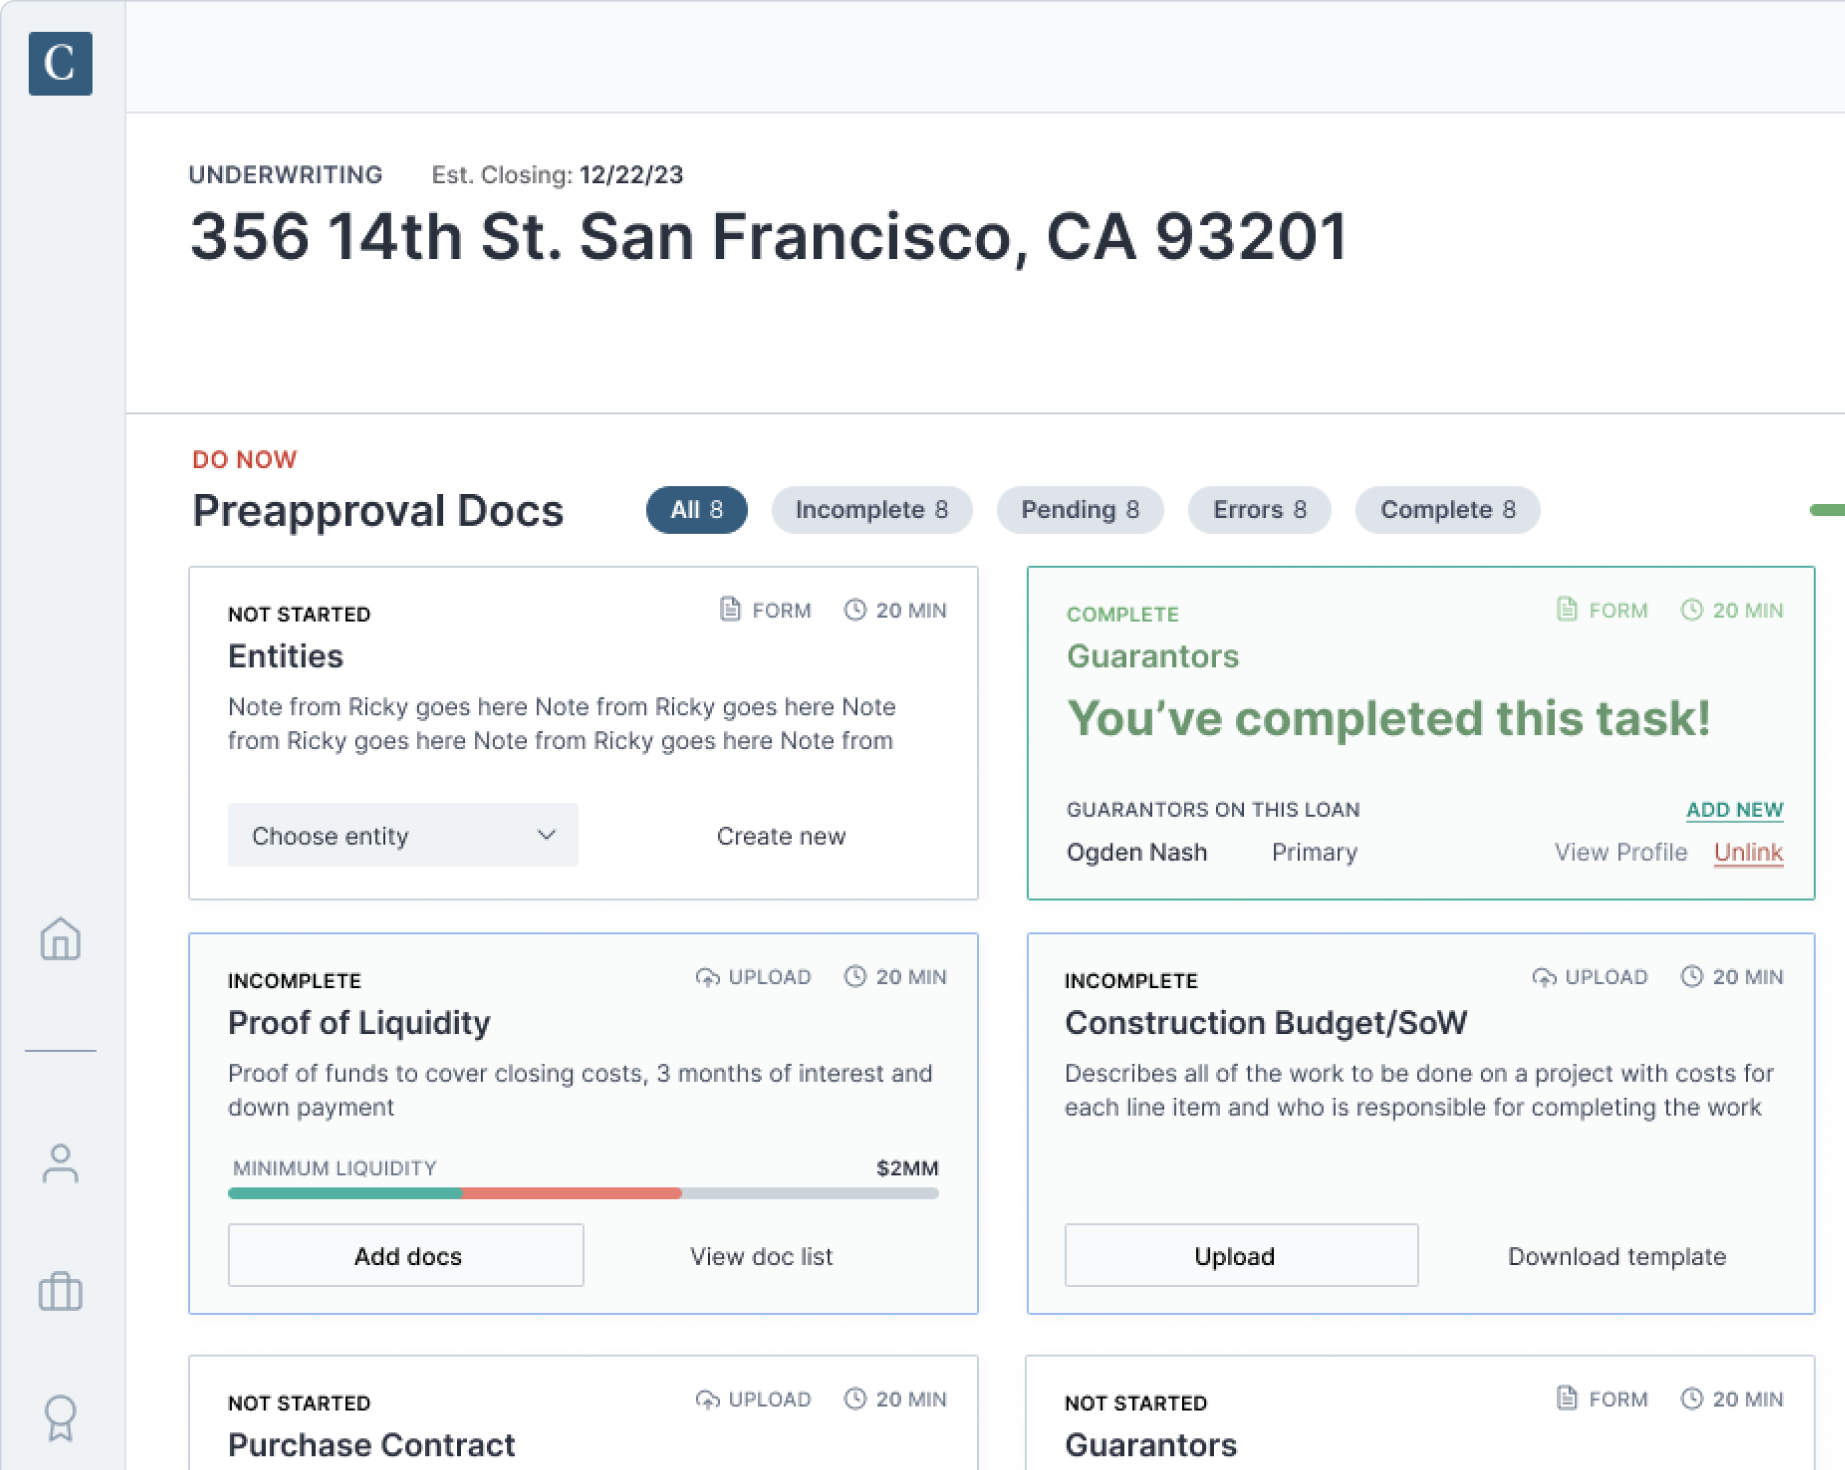 C
UNDERWRITING Est. Closing: 12/22/23
356 14th St. San Francisco, CA 93201
DO NOW
Preapproval Docs All 8 Incomplete 8 Pending 8 Errors 8 Complete 8
NOT STARTED FORM 20 MIN
Entities
Note from Ricky goes here Note from Ricky goes here Note
from Ricky goes here Note from Ricky goes here Note from
Choose entity Create new
COMPLETE FORM 20 MIN
Guarantors
You’ve completed this task!
GUARANTORS ON THIS LOAN ADD NEW
Ogden Nash Primary View Profile Unlink
INCOMPLETE UPLOAD 20 MIN
Proof of Liquidity
Proof of funds to cover closing costs, 3 months of interest and
down payment
MINIMUM LIQUIDITY $2MM
Add docs View doc list
INCOMPLETE UPLOAD 20 MIN
Construction Budget/SoW
Describes all of the work to be done on a project with costs for
each line item and who is responsible for completing the work
Upload Download template
NOT STARTED UPLOAD 20 MIN
Purchase Contract
NOT STARTED FORM 20 MIN
Guarantors